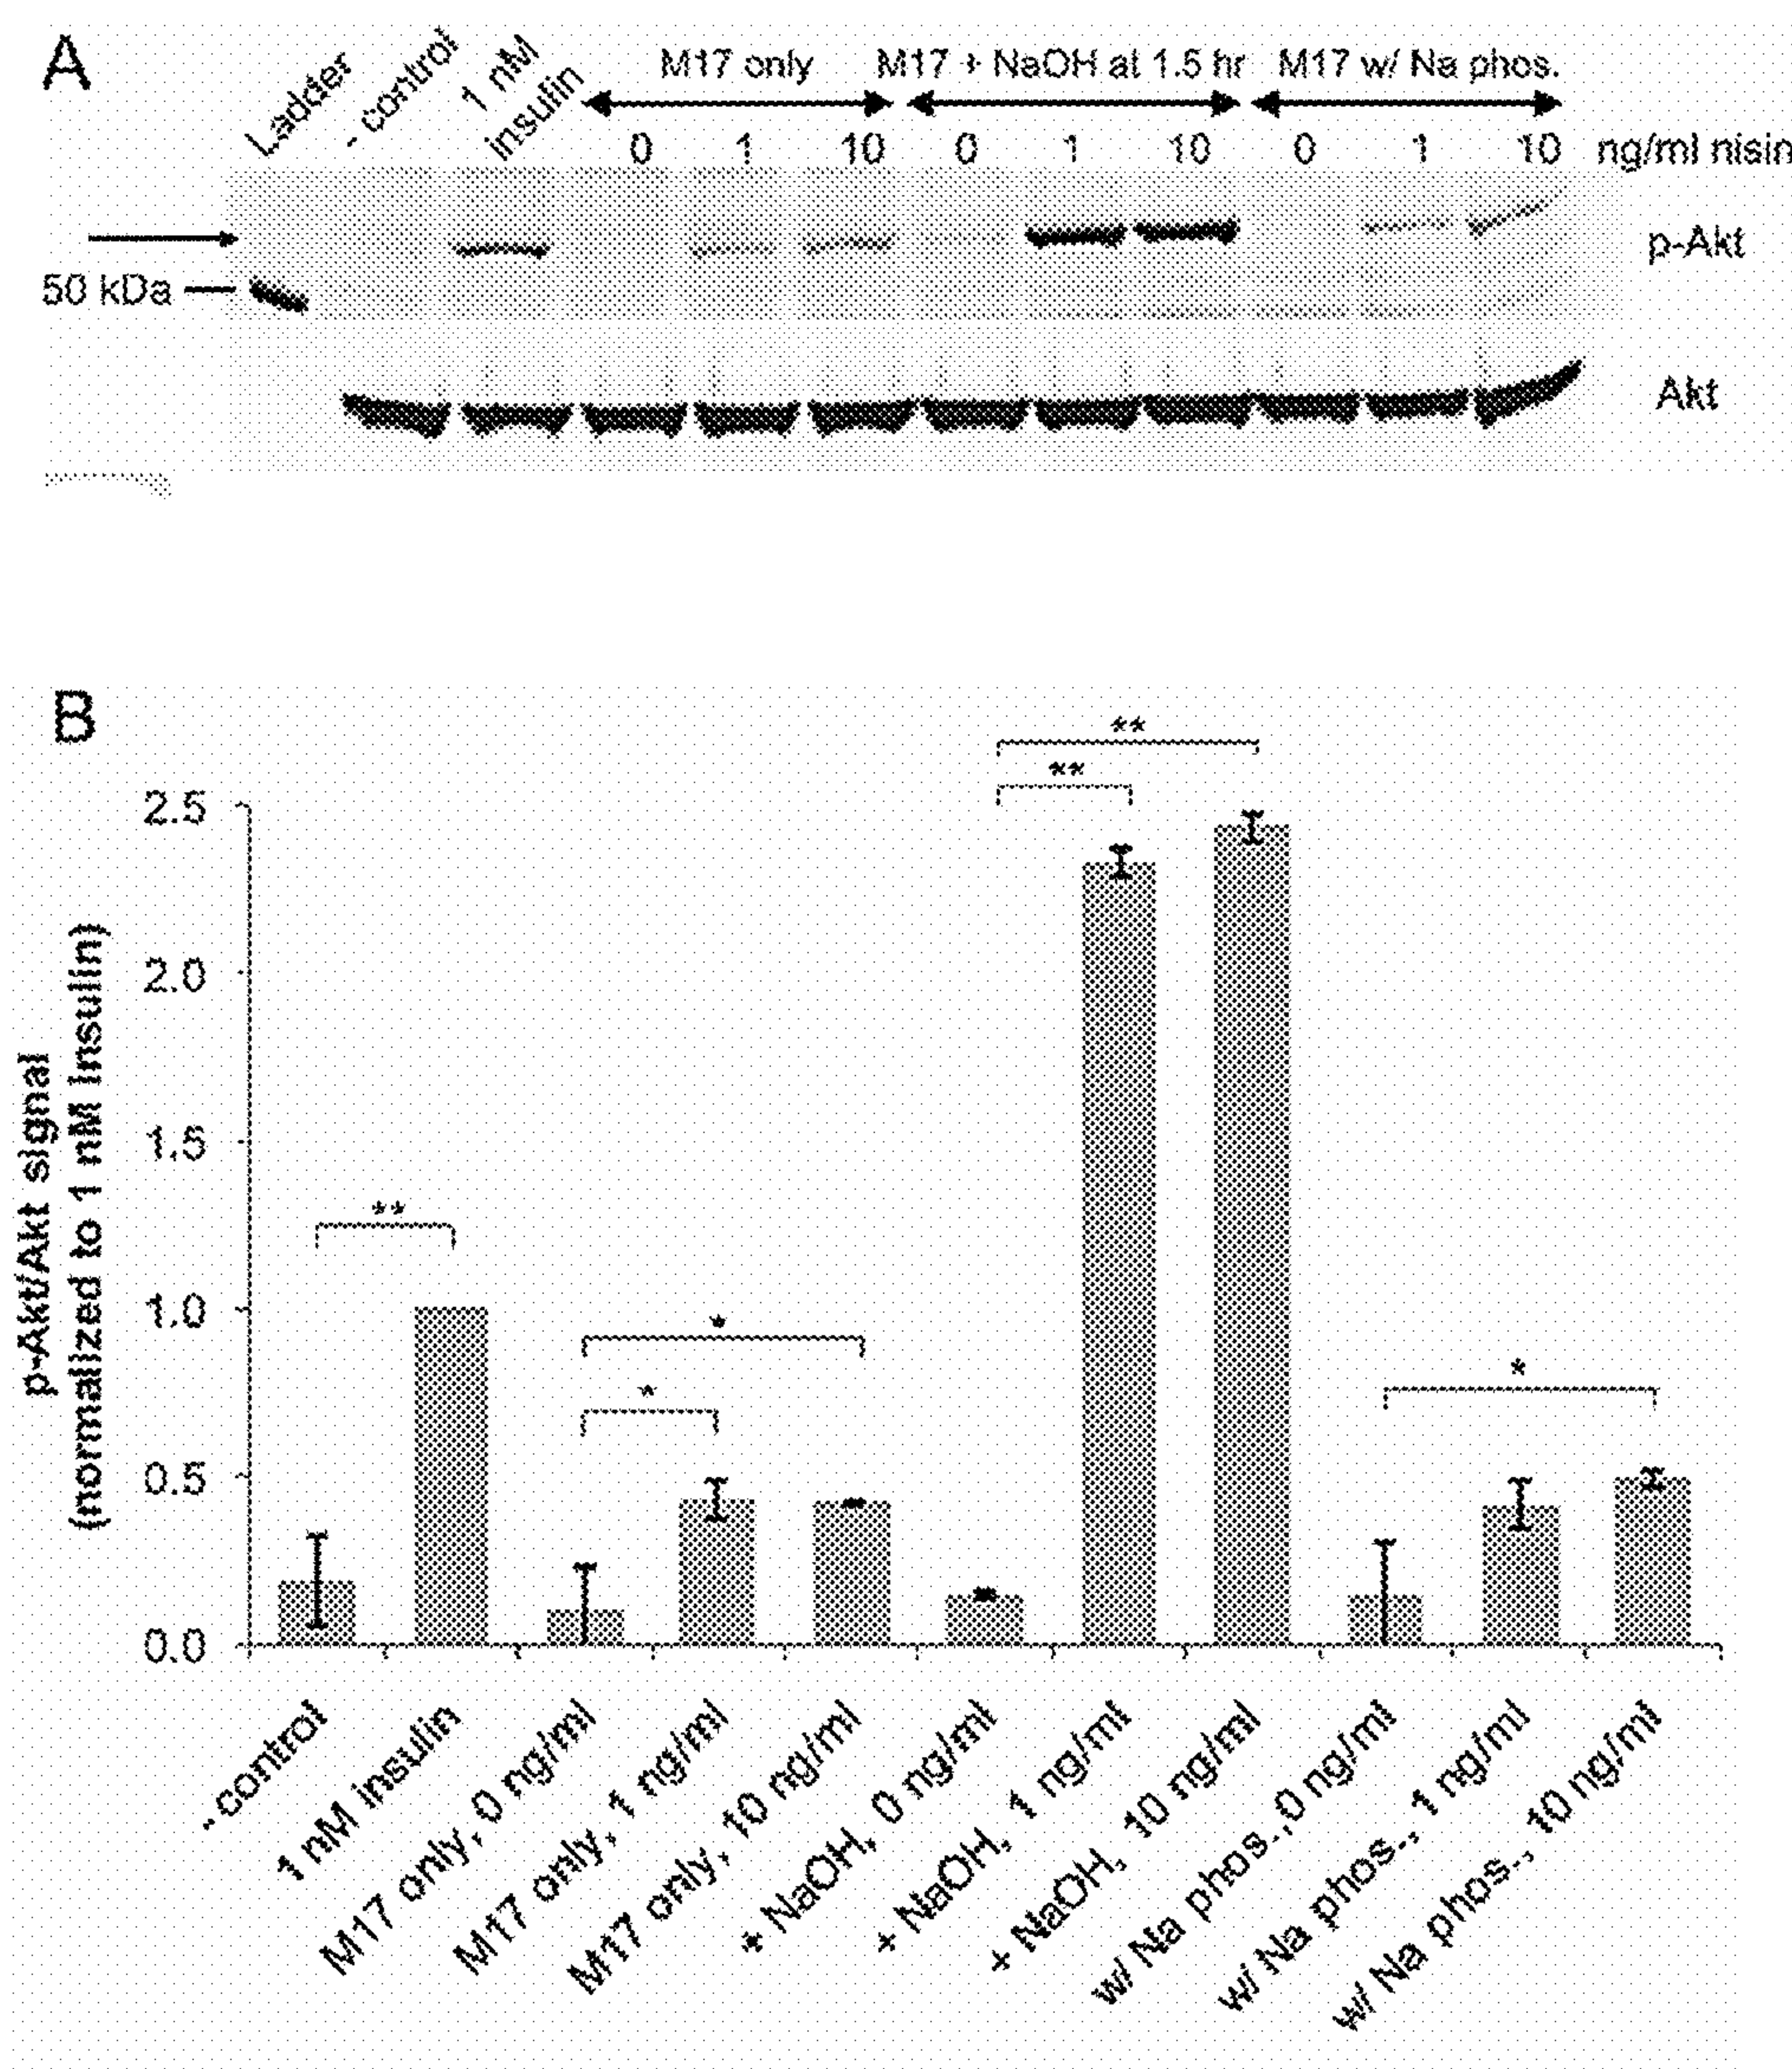 A
Ladder
- control
1 nM
insulin
M17 only
M17 + NaOH at 1.5 hr
M17 w/ Na phos.
0 1 10 0 1 10 0 1 10 ng/ml nisin
p-Akt
50 kDa
Akt
B
** 
**
2.5
2.0
1.5
**
1.0
*
*
*
0.5
0.0
p-Akt/Akt signal
(normalized to 1 nM Insulin)
- control
1 nM insulin
M17 only, 0 ng/ml
M17 only, 1 ng/ml
M17 only, 10 ng/ml
+ NaOH, 0 ng/ml
+ NaOH, 1 ng/ml
+ NaOH, 10 ng/ml
w/ Na phos.,0 ng/ml
w/ Na phos., 1 ng/ml
w/ Na phos., 10 ng/ml